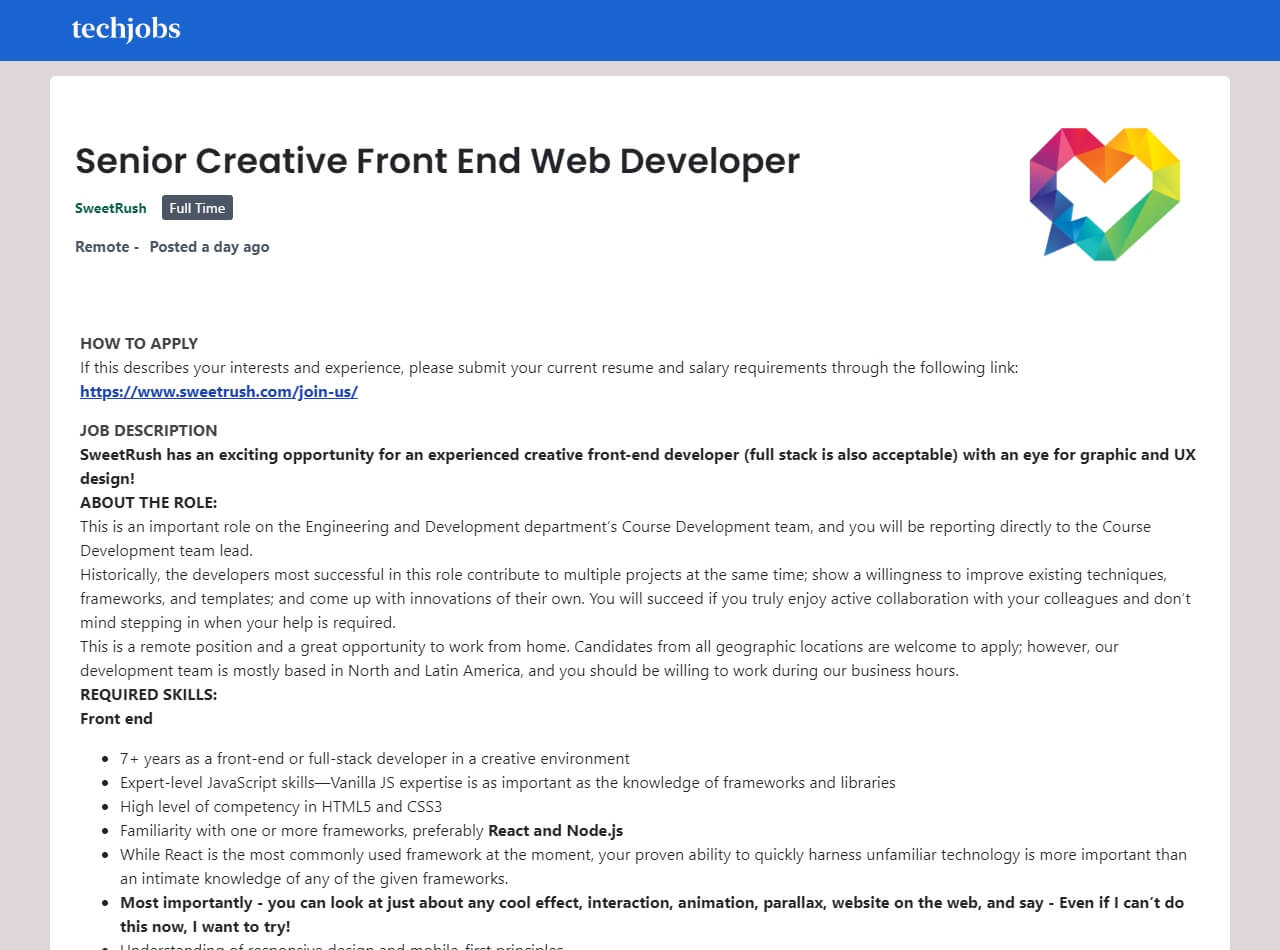 techjobs
Senior Creative Front End Web Developer
SweetRush Full Time
Remote - Posted a day ago
HOW TO APPLY
If this describes your interests and experience, please submit your current resume and salary requirements through the following link:
https://www.sweetrush.com/join-us/
JOB DESCRIPTION
SweetRush has an exciting opportunity for an experienced creative front-end developer (full stack is also acceptable) with an eye for graphic and UX
design!
ABOUT THE ROLE:
This is an important role on the Engineering and Development department's Course Development team, and you will be reporting directly to the Course
Development team lead.
Historically, the developers most successful in this role contribute to multiple projects at the same time; show a willingness to improve existing techniques,
frameworks, and templates; and come up with innovations of their own. You will succeed if you truly enjoy active collaboration with your colleagues and don't
mind stepping in when your help is required.
This is a remote position and a great opportunity to work from home. Candidates from all geographic locations are welcome to apply; however, our
development team is mostly based in North and Latin America, and you should be willing to work during our business hours.
REQUIRED SKILLS:
Front end
• 7+ years as a front-end or full-stack developer in a creative environment
• Expert-level JavaScript skills—Vanilla JS expertise is as important as the knowledge of frameworks and libraries
• High level of competency in HTML5 and CSS3
• Familiarity with one or more frameworks, preferably React and Node.js
• While React is the most commonly used framework at the moment, your proven ability to quickly harness unfamiliar technology is more important than
an intimate knowledge of any of the given frameworks.
• Most importantly - you can look at just about any cool effect, interaction, animation, parallax, website on the web, and say - Even if I can't do
this now, I want to try!
• Understanding of responsive design and mobile-first principles